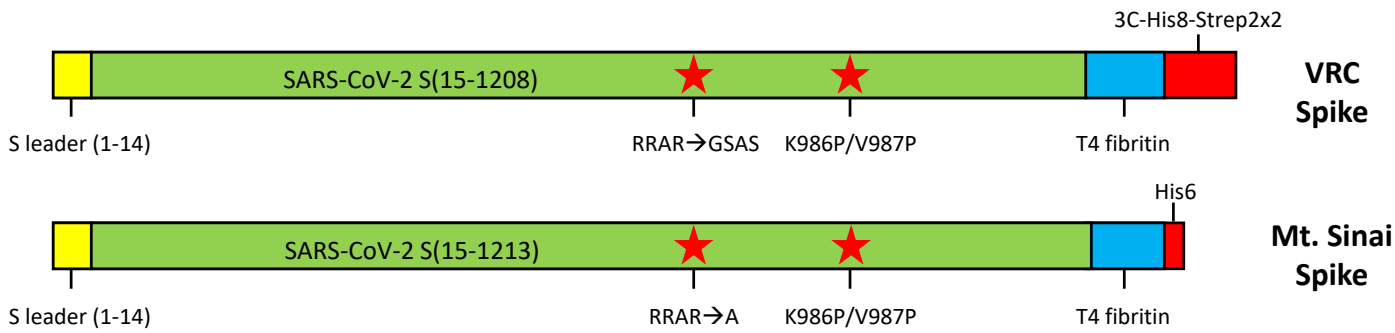 3C-His8-Strep2x2
SARS-CoV-2 S(15-1208)
VRC
Spike
S leader (1-14)
RRAR→GSAS
K986P/V987P
T4 fibritin
His6
SARS-CoV-2 S(15-1213)
Mt. Sinai
Spike
S leader (1-14)
RRAR→A
K986P/V987P
T4 fibritin